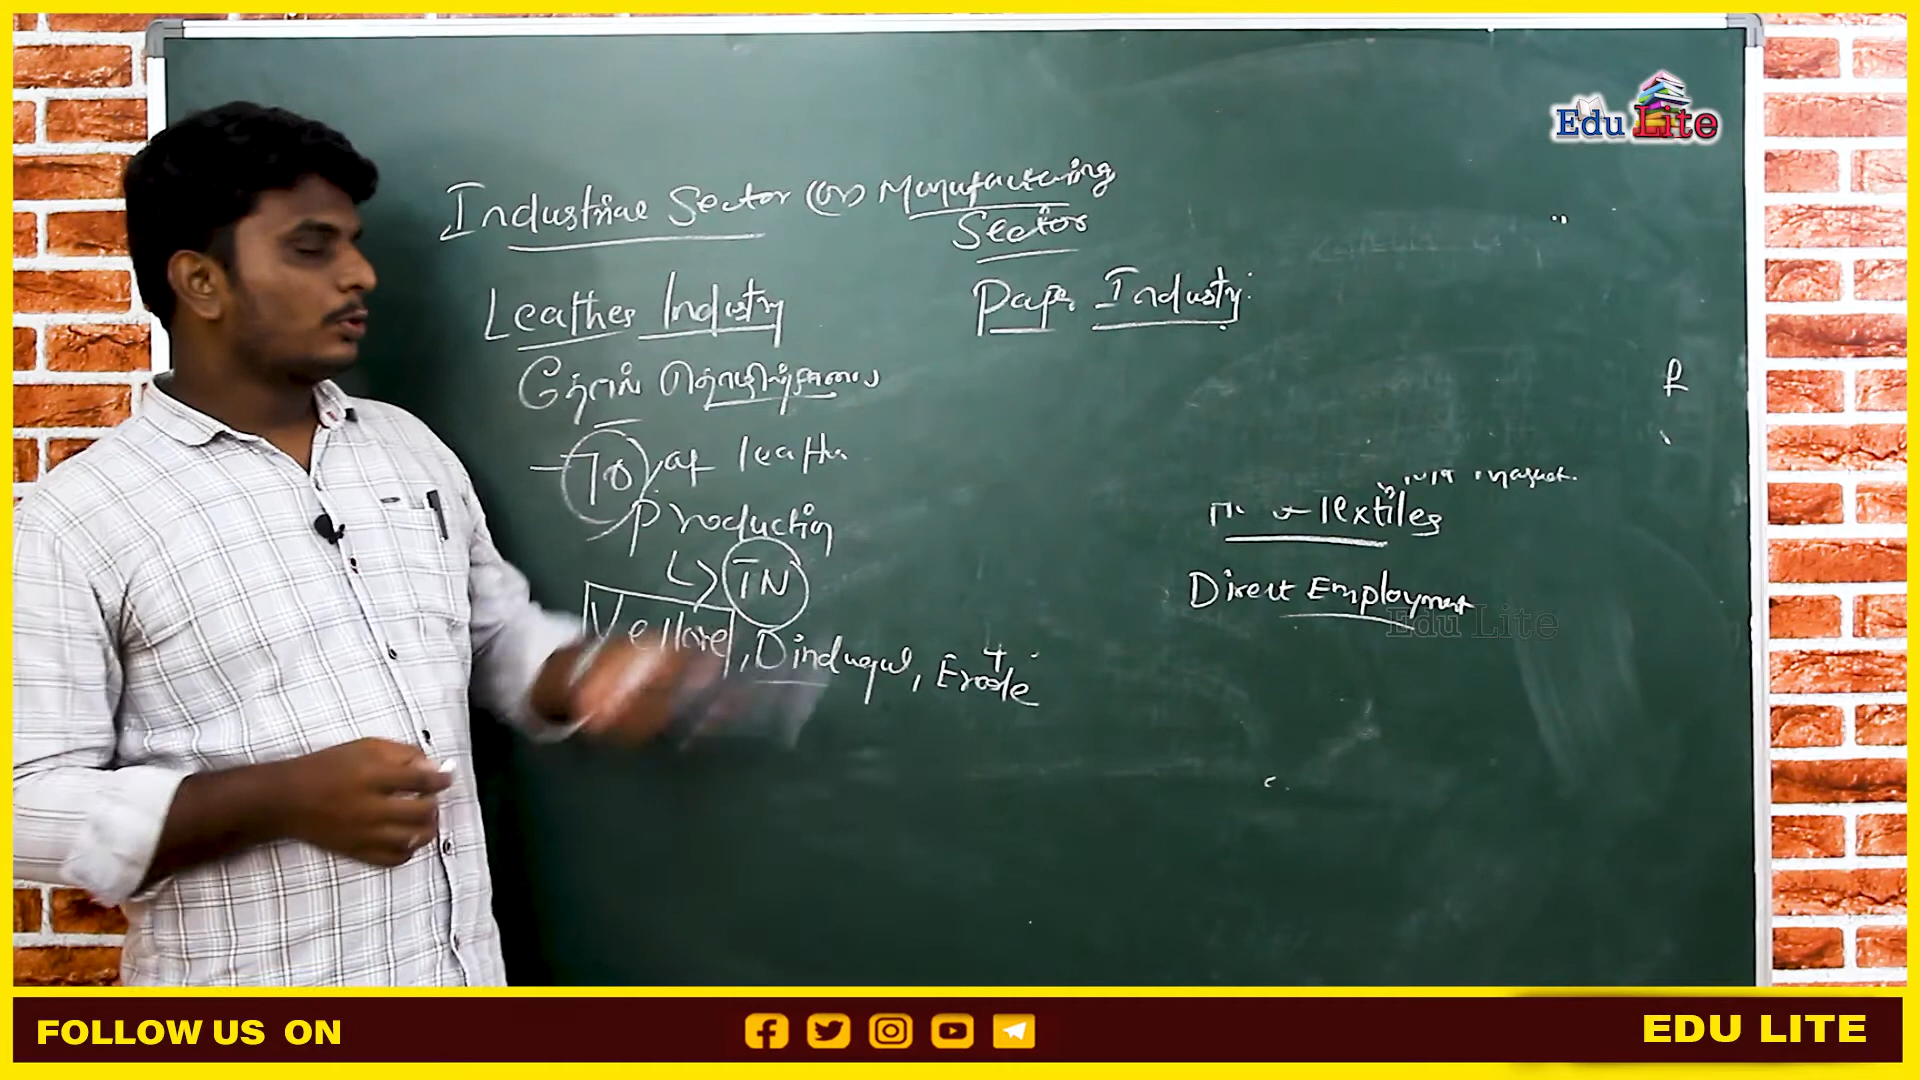 Edu Lite
Industrial Sector (or) Manufacturing
Sector
Leather Industry
Paper Industry
தோல் தொழிற்சாலை
70 of leather
Production
TN
Vellore, Dindugul, Erode
Textiles
Direct Employment
Edu Lite
FOLLOW US ON
EDU LITE